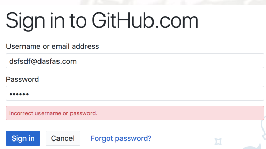 Sign in to GitHub.com
Username or email address
dsfsdf@dasfas.com
Password
••••••
Incorrect username or password.
Sign in Cancel Forgot password?